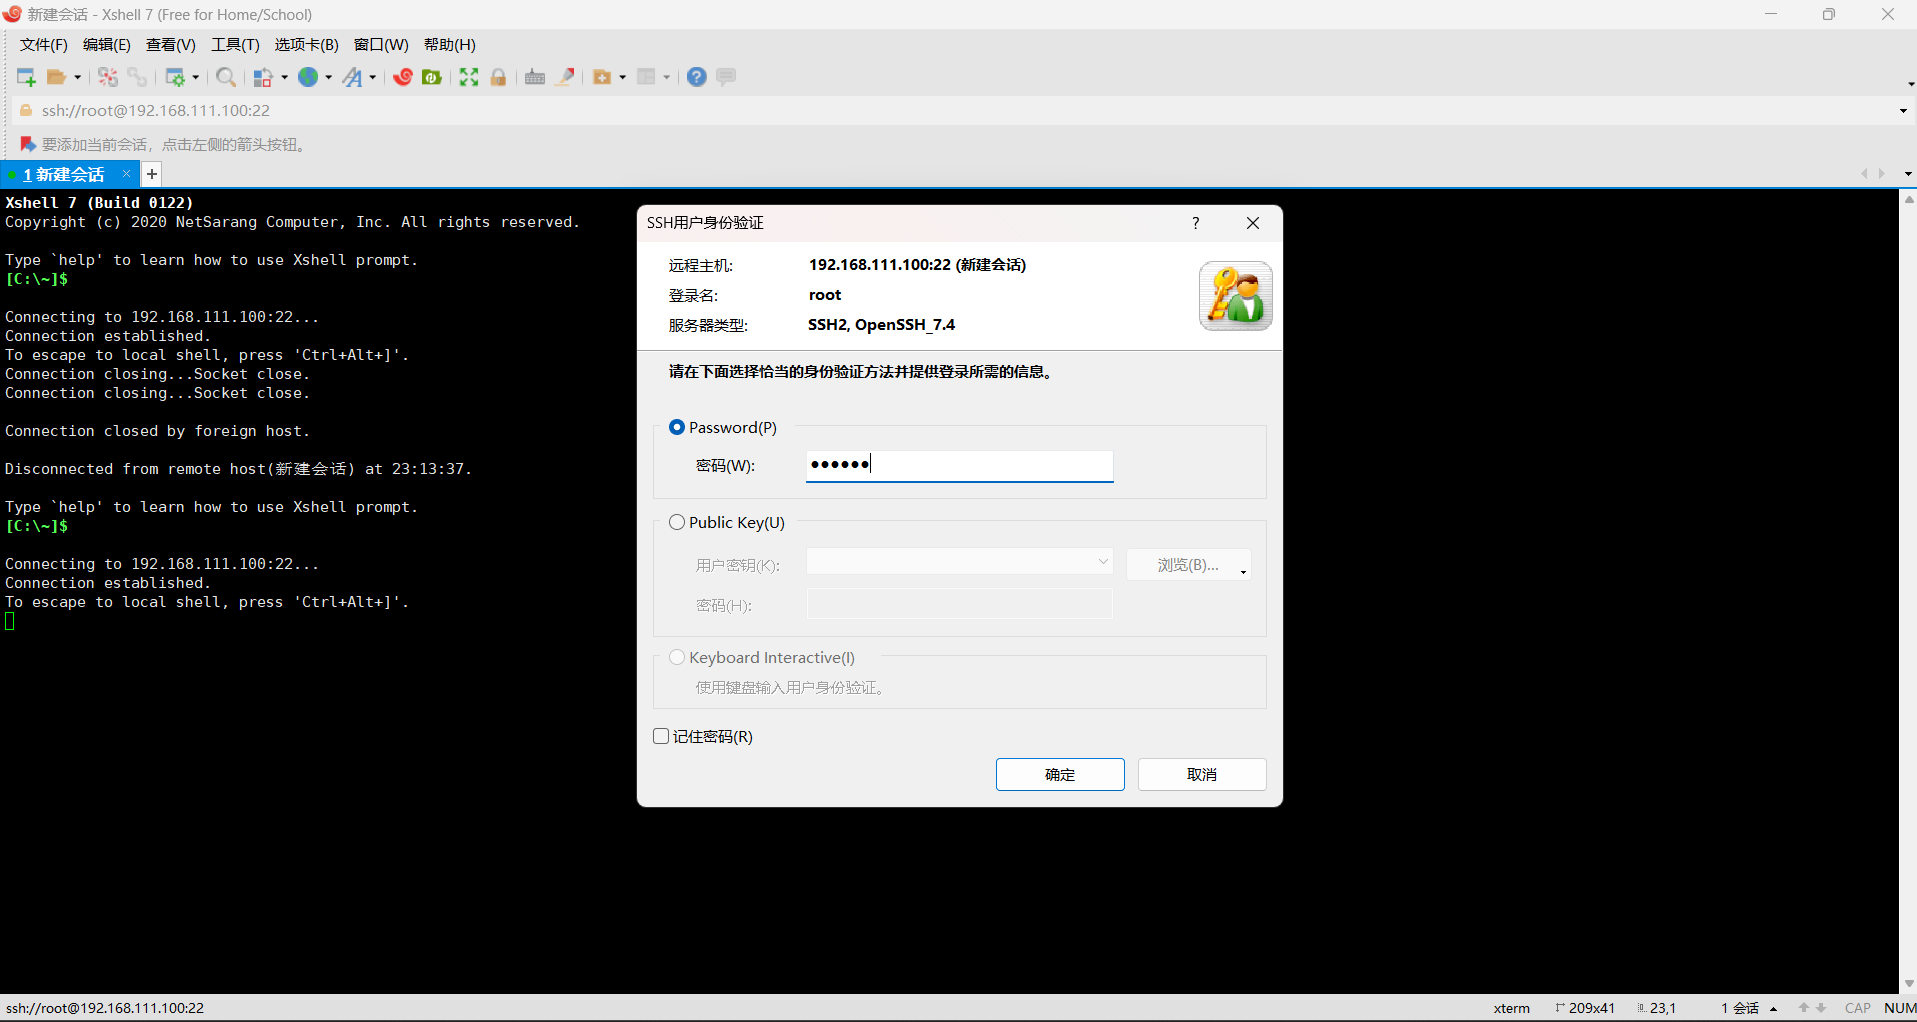 新建会话 - Xshell 7 (Free for Home/School)
文件(F) 编辑(E) 查看(V) 工具(T) 选项卡(B) 窗口(W) 帮助(H)
ssh://root@192.168.111.100:22
要添加当前会话，点击左侧的箭头按钮。
1 新建会话
Xshell 7 (Build 0122)
Copyright (c) 2020 NetSarang Computer, Inc. All rights reserved.
Type `help' to learn how to use Xshell prompt.
[C:\~]$
Connecting to 192.168.111.100:22...
Connection established.
To escape to local shell, press 'Ctrl+Alt+]'.
Connection closing...Socket close.
Connection closing...Socket close.
Connection closed by foreign host.
Disconnected from remote host(新建会话) at 23:13:37.
Type `help' to learn how to use Xshell prompt.
[C:\~]$
Connecting to 192.168.111.100:22...
Connection established.
To escape to local shell, press 'Ctrl+Alt+]'.
SSH用户身份验证
远程主机: 192.168.111.100:22 (新建会话)
登录名: root
服务器类型: SSH2, OpenSSH_7.4
请在下面选择恰当的身份验证方法并提供登录所需的信息。
Password(P)
密码(W): ●●●●●●
Public Key(U)
用户密钥(K): 浏览(B)...
密码(H):
Keyboard Interactive(I)
使用键盘输入用户身份验证。
记住密码(R)
确定 取消
ssh://root@192.168.111.100:22 xterm 209x41 23,1 1 会话 CAP NUM